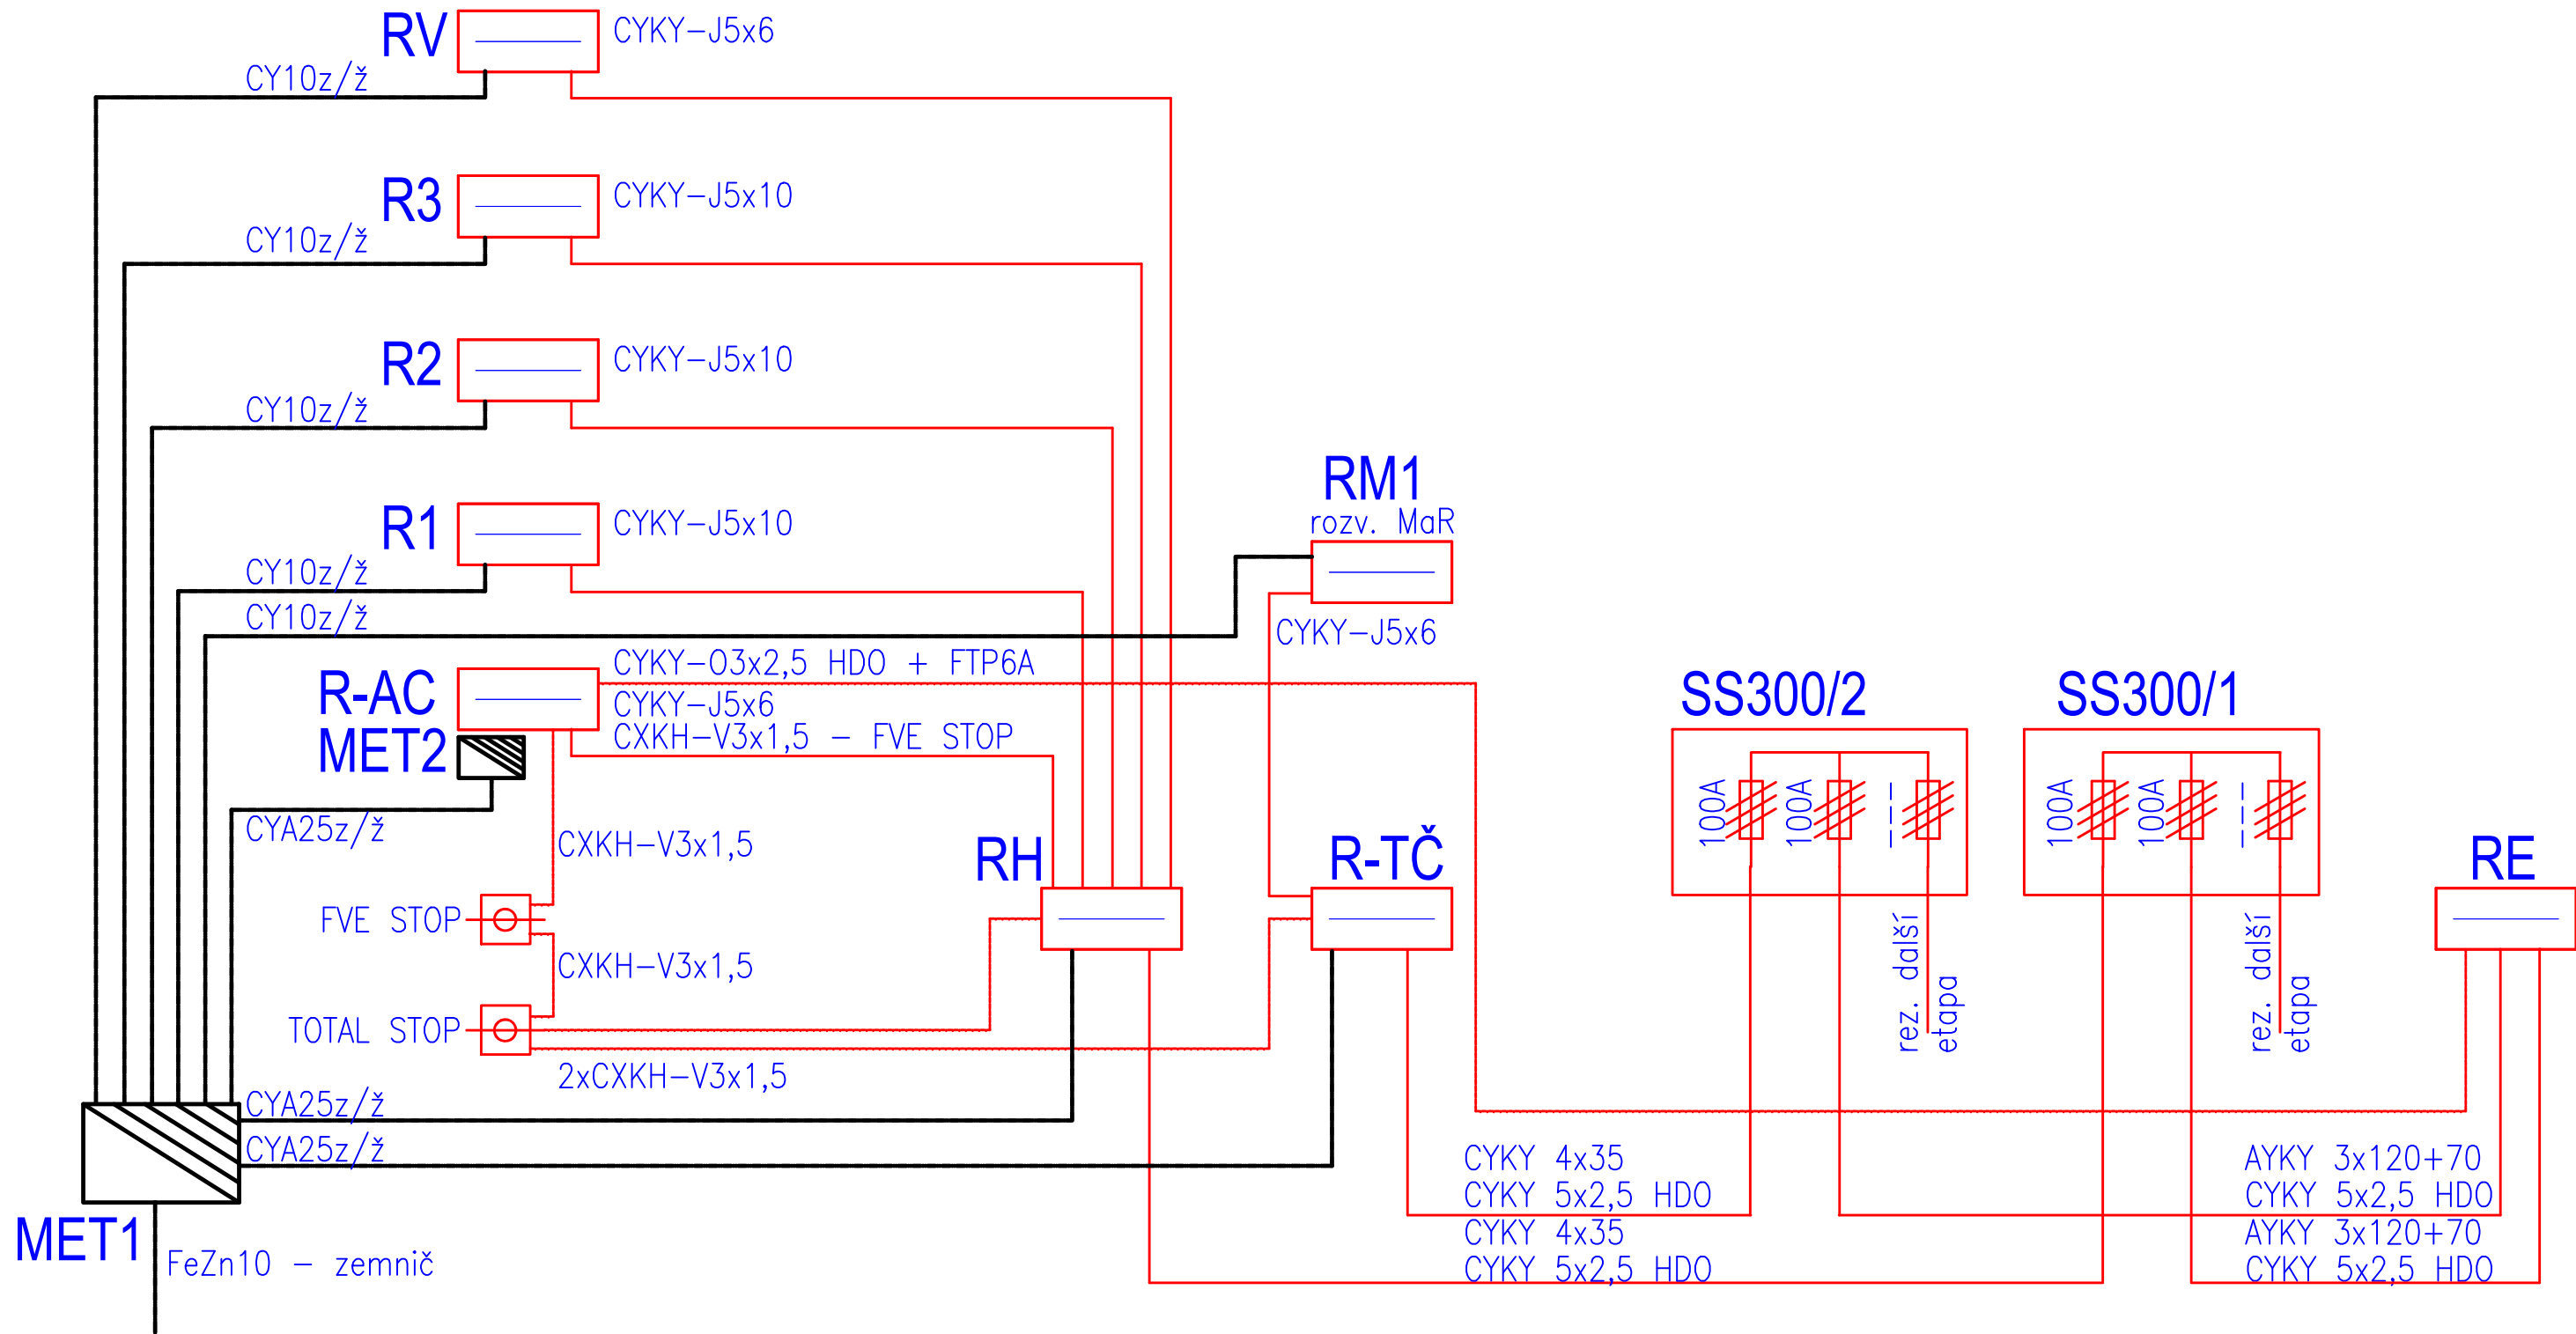 RV
CYKY-J5x6
CY10z/ž
R3
CYKY-J5x10
CY10z/ž
R2
CYKY-J5x10
CY10z/ž
R1
CYKY-J5x10
CY10z/ž
CY10z/ž
RM1
rozv. MaR
CYKY-J5x6
R-AC
CYKY-O3x2,5 HDO + FTP6A
CYKY-J5x6
CXKH-V3x1,5 - FVE STOP
MET2
CYA25z/ž
CXKH-V3x1,5
FVE STOP
CXKH-V3x1,5
TOTAL STOP
2xCXKH-V3x1,5
RH
R-TČ
SS300/2
100A
100A
---
rez. další
etapa
SS300/1
100A
100A
---
rez. další
etapa
RE
CYA25z/ž
CYA25z/ž
MET1
FeZn10 - zemnič
CYKY 4x35
CYKY 5x2,5 HDO
CYKY 4x35
CYKY 5x2,5 HDO
AYKY 3x120+70
CYKY 5x2,5 HDO
AYKY 3x120+70
CYKY 5x2,5 HDO